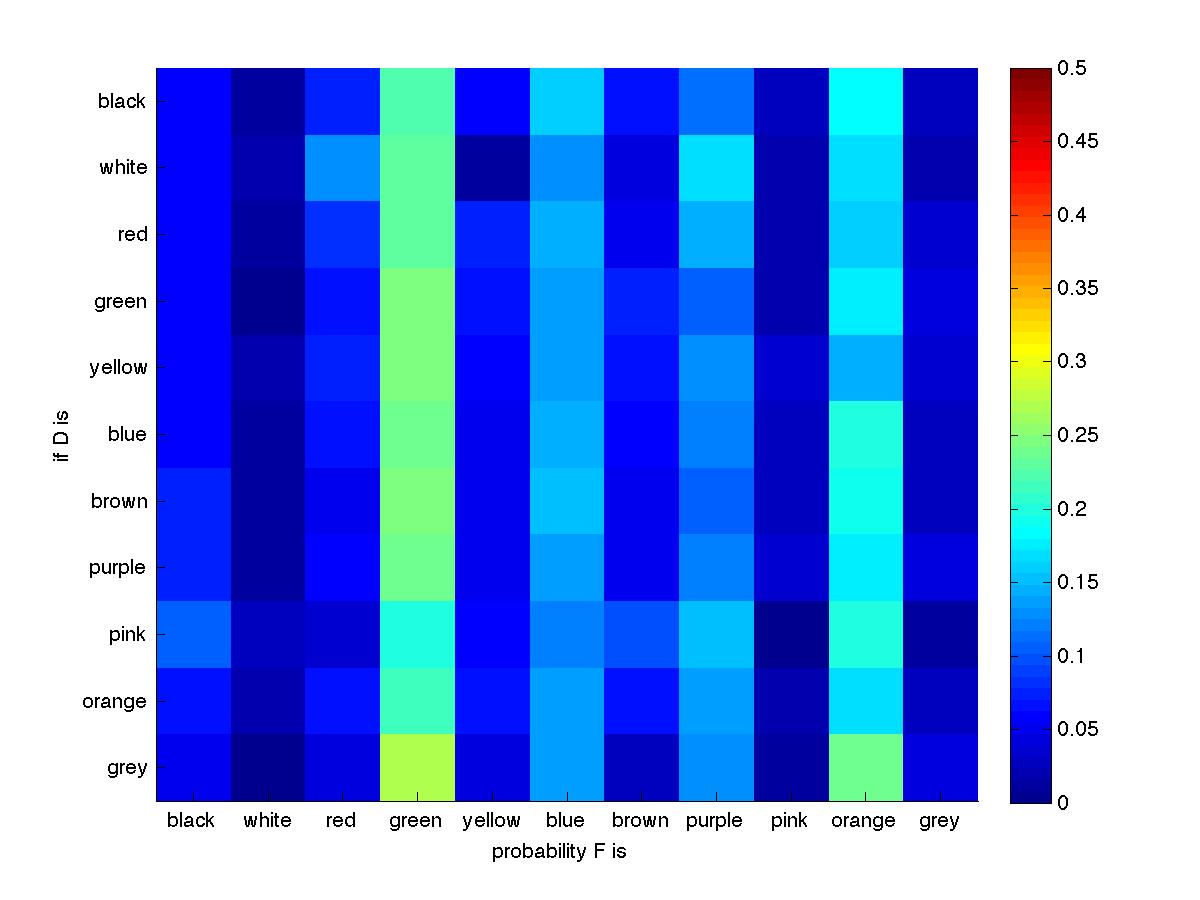 if D is
black
white
red
green
yellow
blue
brown
purple
pink
orange
grey
black white red green yellow blue brown purple pink orange grey
probability F is
0.5
0.45
0.4
0.35
0.3
0.25
0.2
0.15
0.1
0.05
0